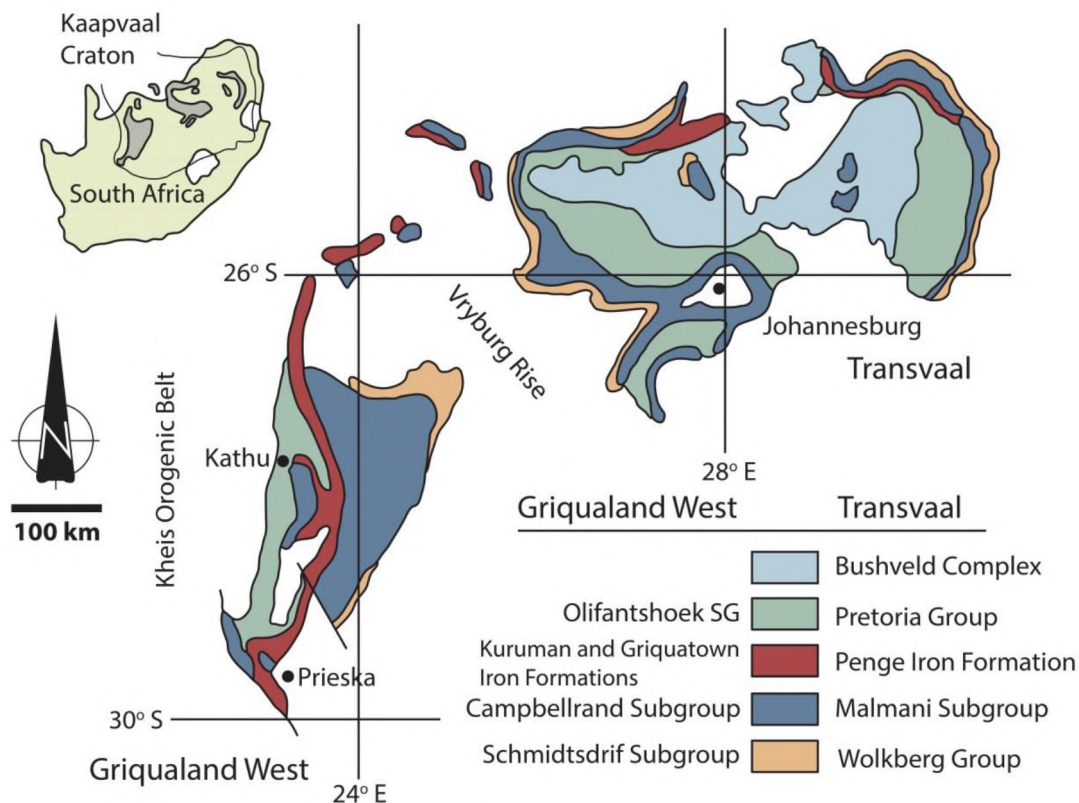 Kaapvaal
Craton
South Africa
26° S
Vryburg Rise
Johannesburg
Transvaal
Kheis Orogenic Belt
N
100 km
Kathu
28° E
Prieska
30° S
Griqualand West
24° E
Griqualand West Transvaal
Bushveld Complex
Olifantshoek SG Pretoria Group
Kuruman and Griquatown
Iron Formations
Penge Iron Formation
Campbellrand Subgroup Malmani Subgroup
Schmidtsdrif Subgroup Wolkberg Group